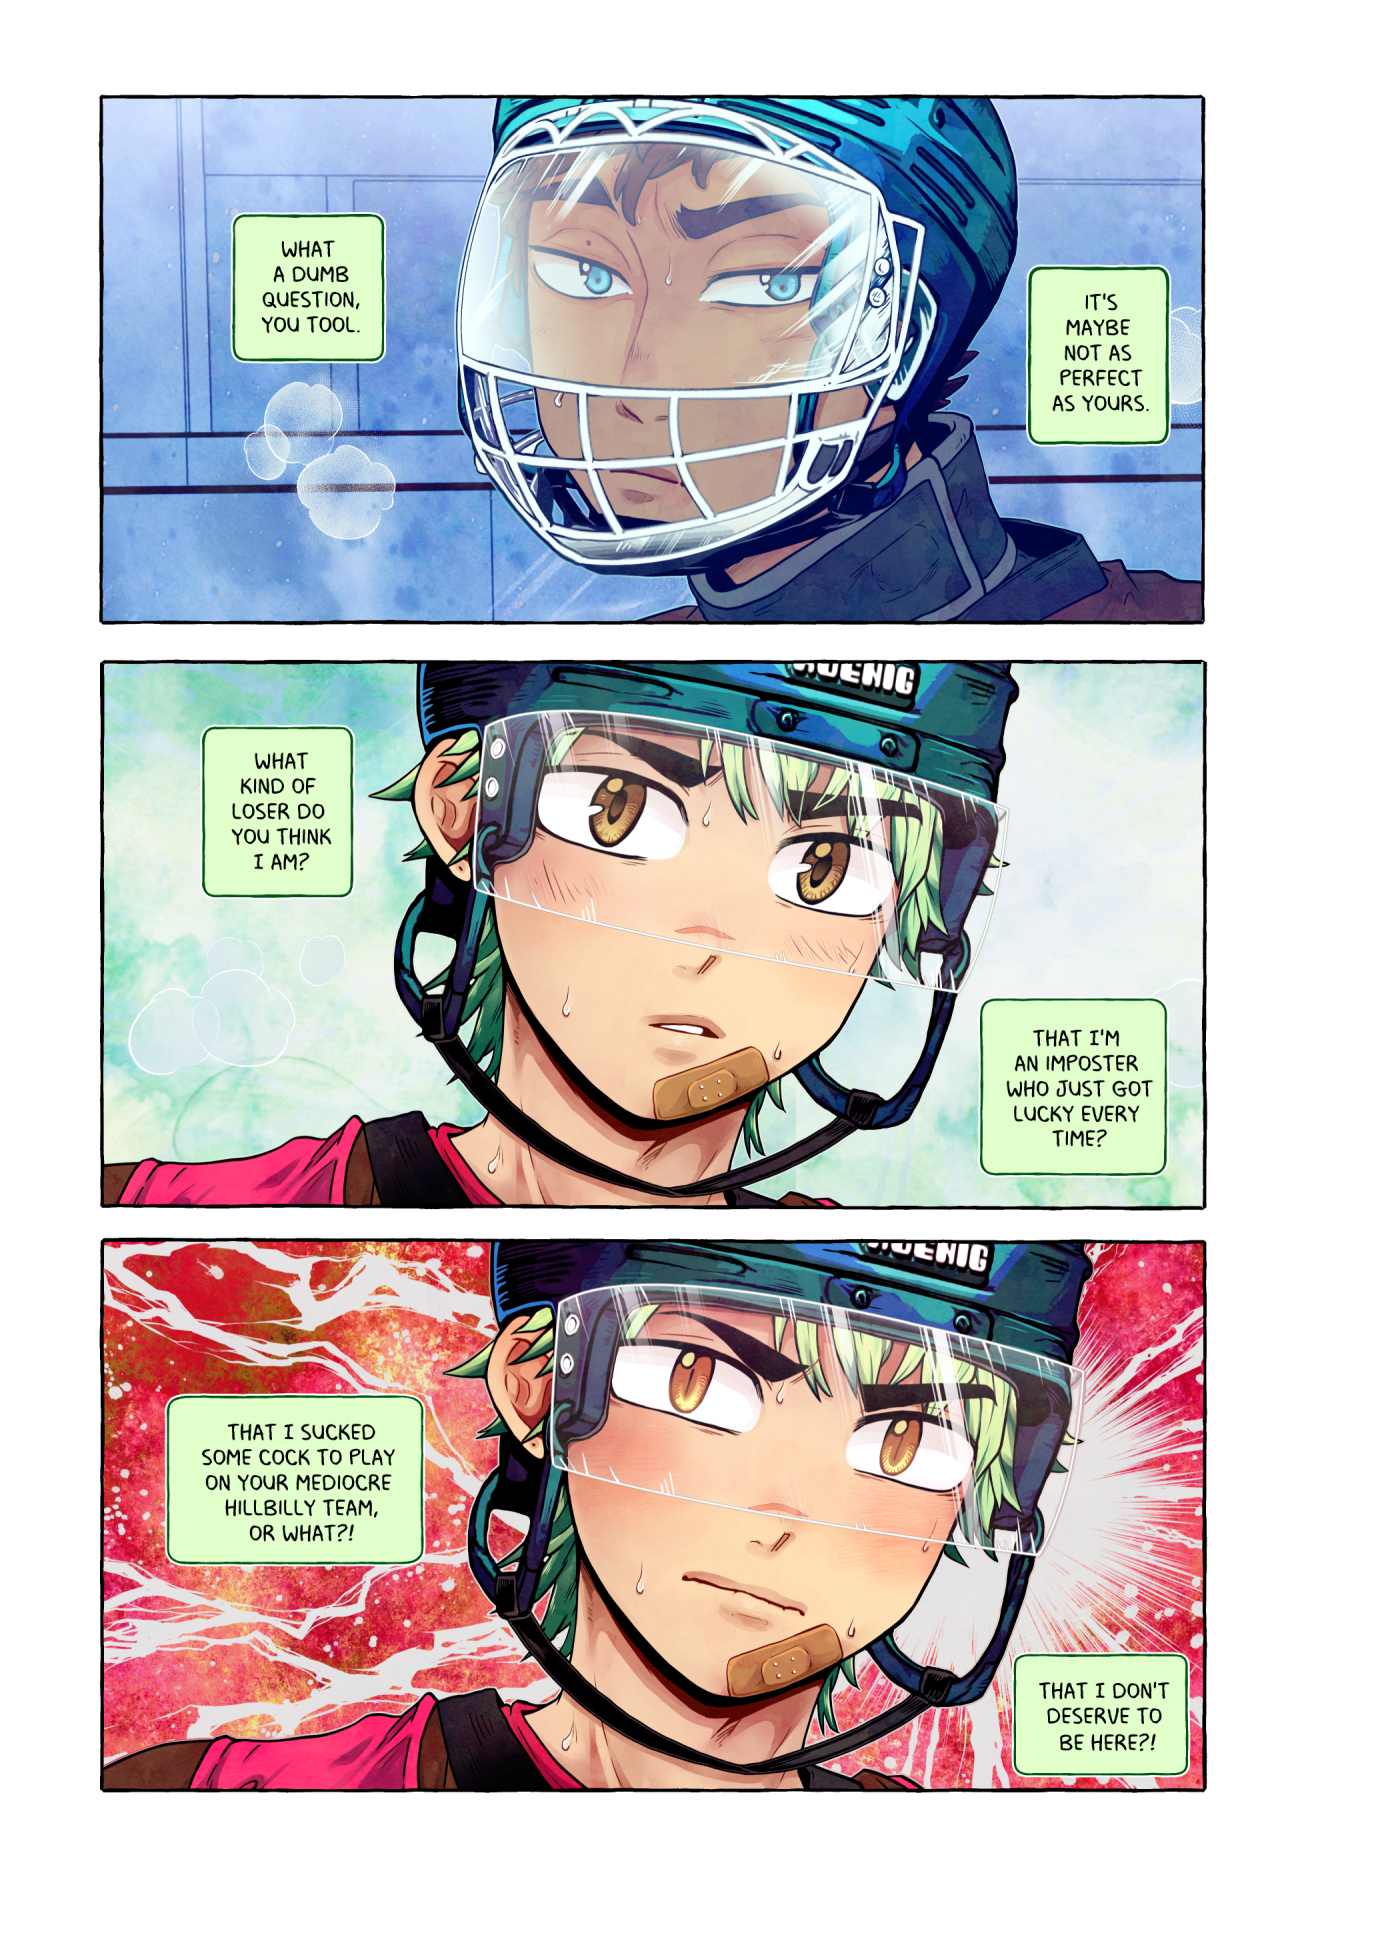 WHAT
A DUMB
QUESTION,
YOU TOOL.
IT'S
MAYBE
NOT AS
PERFECT
AS YOURS.
WHAT
KIND OF
LOSER DO
YOU THINK
I AM?
THAT I'M
AN IMPOSTER
WHO JUST GOT
LUCKY EVERY
TIME?
THAT I SUCKED
SOME COCK TO PLAY
ON YOUR MEDIOCRE
HILLBILLY TEAM,
OR WHAT?!
THAT I DON'T
DESERVE TO
BE HERE?!